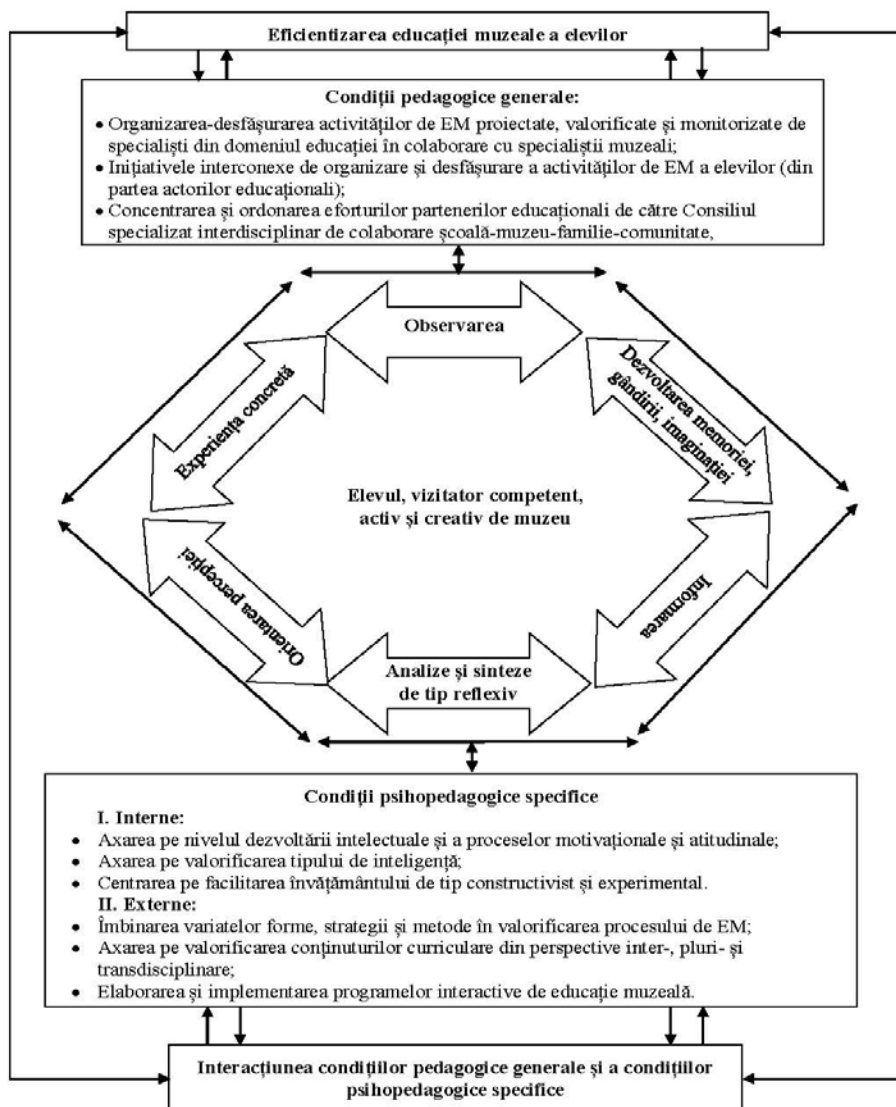 Eficientizarea educației muzeale a elevilor
Condiții pedagogice generale:
• Organizarea-desfășurarea activităților de EM proiectate, valorificate și monitorizate de
specialiști din domeniul educației în colaborare cu specialiștii muzeali;
• Inițiativele interconexe de organizare și desfășurare a activităților de EM a elevilor (din
partea actorilor educaționali);
• Concentrarea și ordonarea eforturilor partenerilor educaționali de către Consiliul
specializat interdisciplinar de colaborare școală-muzeu-familie-comunitate,
Observarea
Experiența concretă
Dezvoltarea memoriei,
gândirii, imaginației
Elevul, vizitator competent,
activ și creativ de muzeu
Orientarea percepției
Informarea
Analize și sinteze
de tip reflexiv
Condiții psihopedagogice specifice
I. Interne:
• Axarea pe nivelul dezvoltării intelectuale și a proceselor motivaționale și atitudinale;
• Axarea pe valorificarea tipului de inteligență;
• Centrarea pe facilitarea învățământului de tip constructivist și experimental.
II. Externe:
• Îmbinarea variatelor forme, strategii și metode în valorificarea procesului de EM;
• Axarea pe valorificarea conținuturilor curriculare din perspective inter-, pluri- și
transdisciplinare;
• Elaborarea și implementarea programelor interactive de educație muzeală.
Interacțiunea condițiilor pedagogice generale și a condițiilor
psihopedagogice specifice